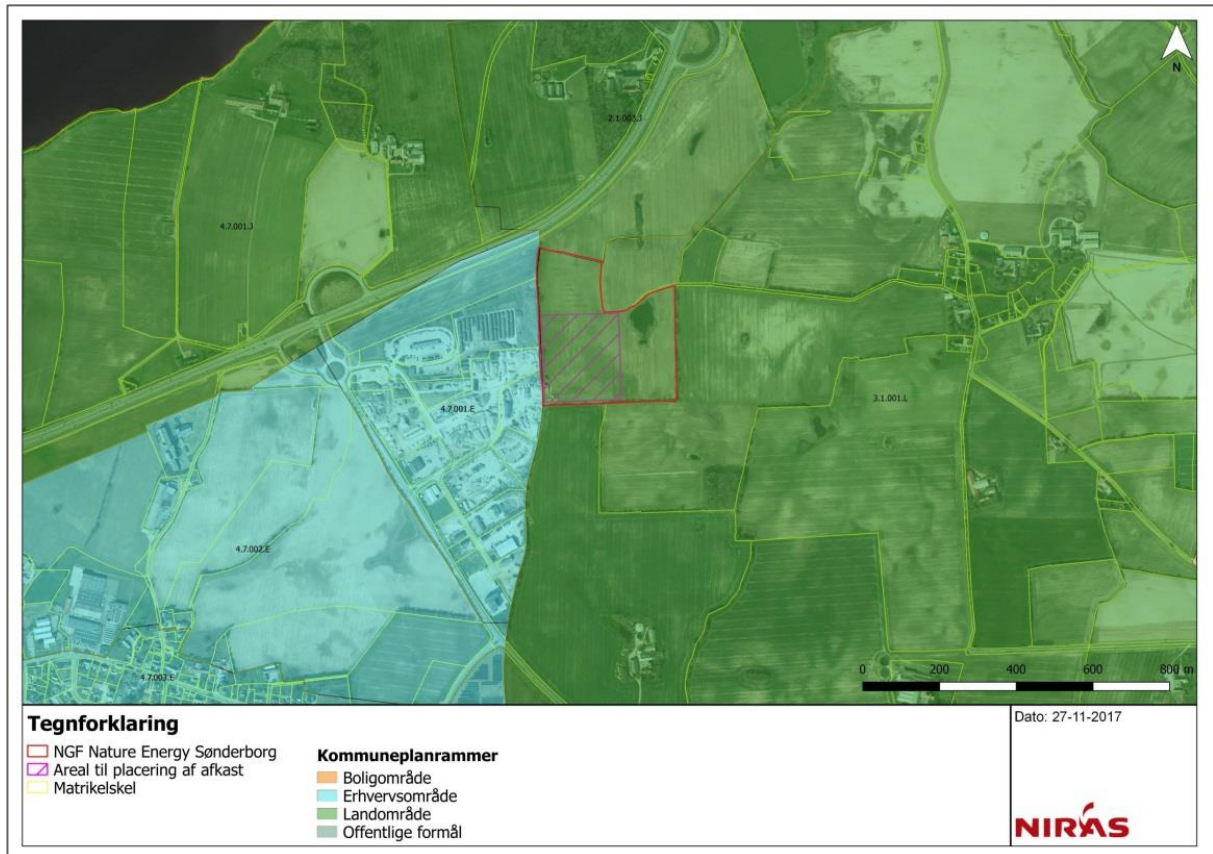 N
2.1.003.J
4.7.001.J
4.7.001.E
3.1.001.L
4.7.002.E
4.7.003.E
0 200 400 600 800 m
Tegnforklaring
NGF Nature Energy Sønderborg
Areal til placering af afkast
Matrikelskel
Kommuneplanrammer
Boligområde
Erhvervsområde
Landområde
Offentlige formål
Dato: 27-11-2017
NIRAS